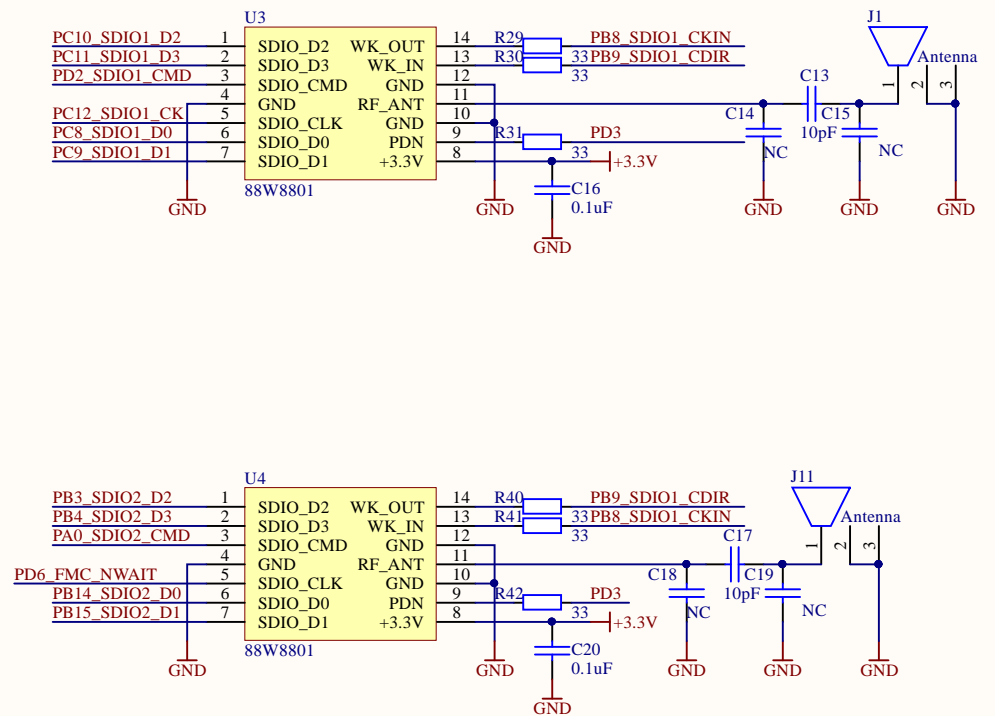 U3
PC10_SDIO1_D2 1 SDIO_D2 WK_OUT 14 R29 PB8_SDIO1_CKIN
PC11_SDIO1_D3 2 SDIO_D3 WK_IN 13 R30 33 PB9_SDIO1_CDIR
PD2_SDIO1_CMD 3 SDIO_CMD GND 12 33
4 GND RF_ANT 11
PC12_SDIO1_CK 5 SDIO_CLK GND 10
PC8_SDIO1_D0 6 SDIO_D0 PDN 9 R31 PD3
PC9_SDIO1_D1 7 SDIO_D1 +3.3V 8 33 +3.3V
88W8801
GND
GND
C16
0.1uF
GND
J1
Antenna
1 2 3
C13
10pF
C14
NC
C15
NC
GND
GND
GND
U4
PB3_SDIO2_D2 1 SDIO_D2 WK_OUT 14 R40 PB9_SDIO1_CDIR
PB4_SDIO2_D3 2 SDIO_D3 WK_IN 13 R41 33 PB8_SDIO1_CKIN
PA0_SDIO2_CMD 3 SDIO_CMD GND 12 33
4 GND RF_ANT 11
PD6_FMC_NWAIT 5 SDIO_CLK GND 10
PB14_SDIO2_D0 6 SDIO_D0 PDN 9 R42 PD3
PB15_SDIO2_D1 7 SDIO_D1 +3.3V 8 33 +3.3V
88W8801
GND
GND
C20
0.1uF
GND
J11
Antenna
1 2 3
C17
10pF
C18
NC
C19
NC
GND
GND
GND